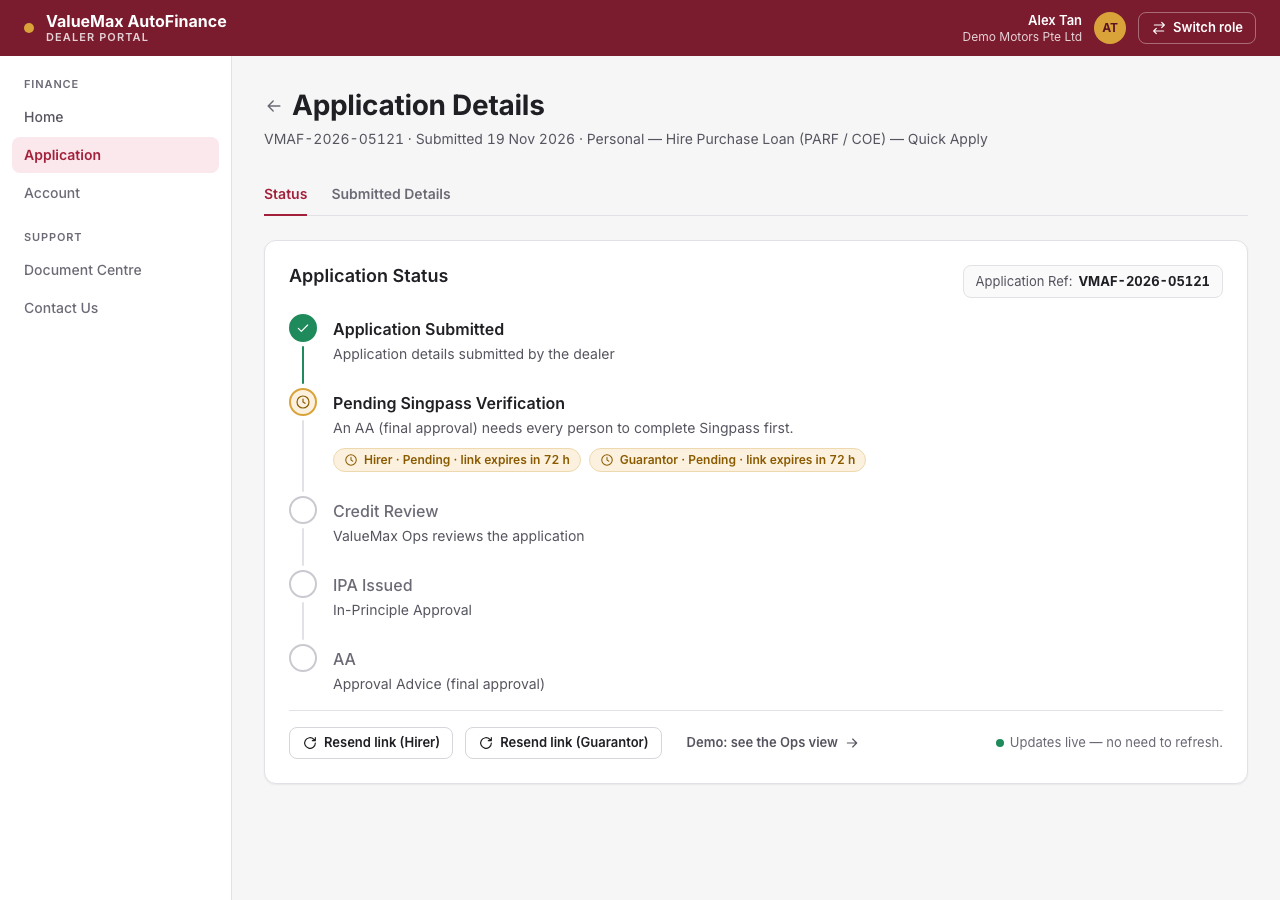 ValueMax AutoFinance
DEALER PORTAL
Alex Tan
Demo Motors Pte Ltd
AT
Switch role
FINANCE
Home
Application
Account
SUPPORT
Document Centre
Contact Us
Application Details
VMAF-2026-05121 · Submitted 19 Nov 2026 · Personal — Hire Purchase Loan (PARF / COE) — Quick Apply
Status
Submitted Details
Application Status
Application Ref: VMAF-2026-05121
Application Submitted
Application details submitted by the dealer
Pending Singpass Verification
An AA (final approval) needs every person to complete Singpass first.
Hirer · Pending · link expires in 72 h
Guarantor · Pending · link expires in 72 h
Credit Review
ValueMax Ops reviews the application
IPA Issued
In-Principle Approval
AA
Approval Advice (final approval)
Resend link (Hirer)
Resend link (Guarantor)
Demo: see the Ops view →
Updates live — no need to refresh.